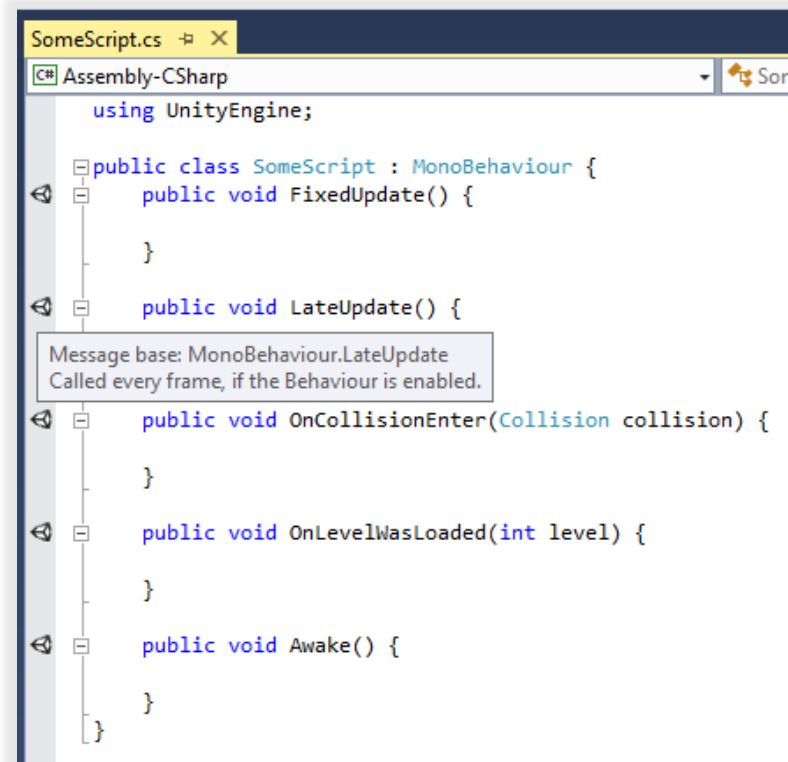 SomeScript.cs
C# Assembly-CSharp
using UnityEngine;
public class SomeScript : MonoBehaviour {
public void FixedUpdate() {
}
public void LateUpdate() {
Message base: MonoBehaviour.LateUpdate
Called every frame, if the Behaviour is enabled.
public void OnCollisionEnter(Collision collision) {
}
public void OnLevelWasLoaded(int level) {
}
public void Awake() {
}
}